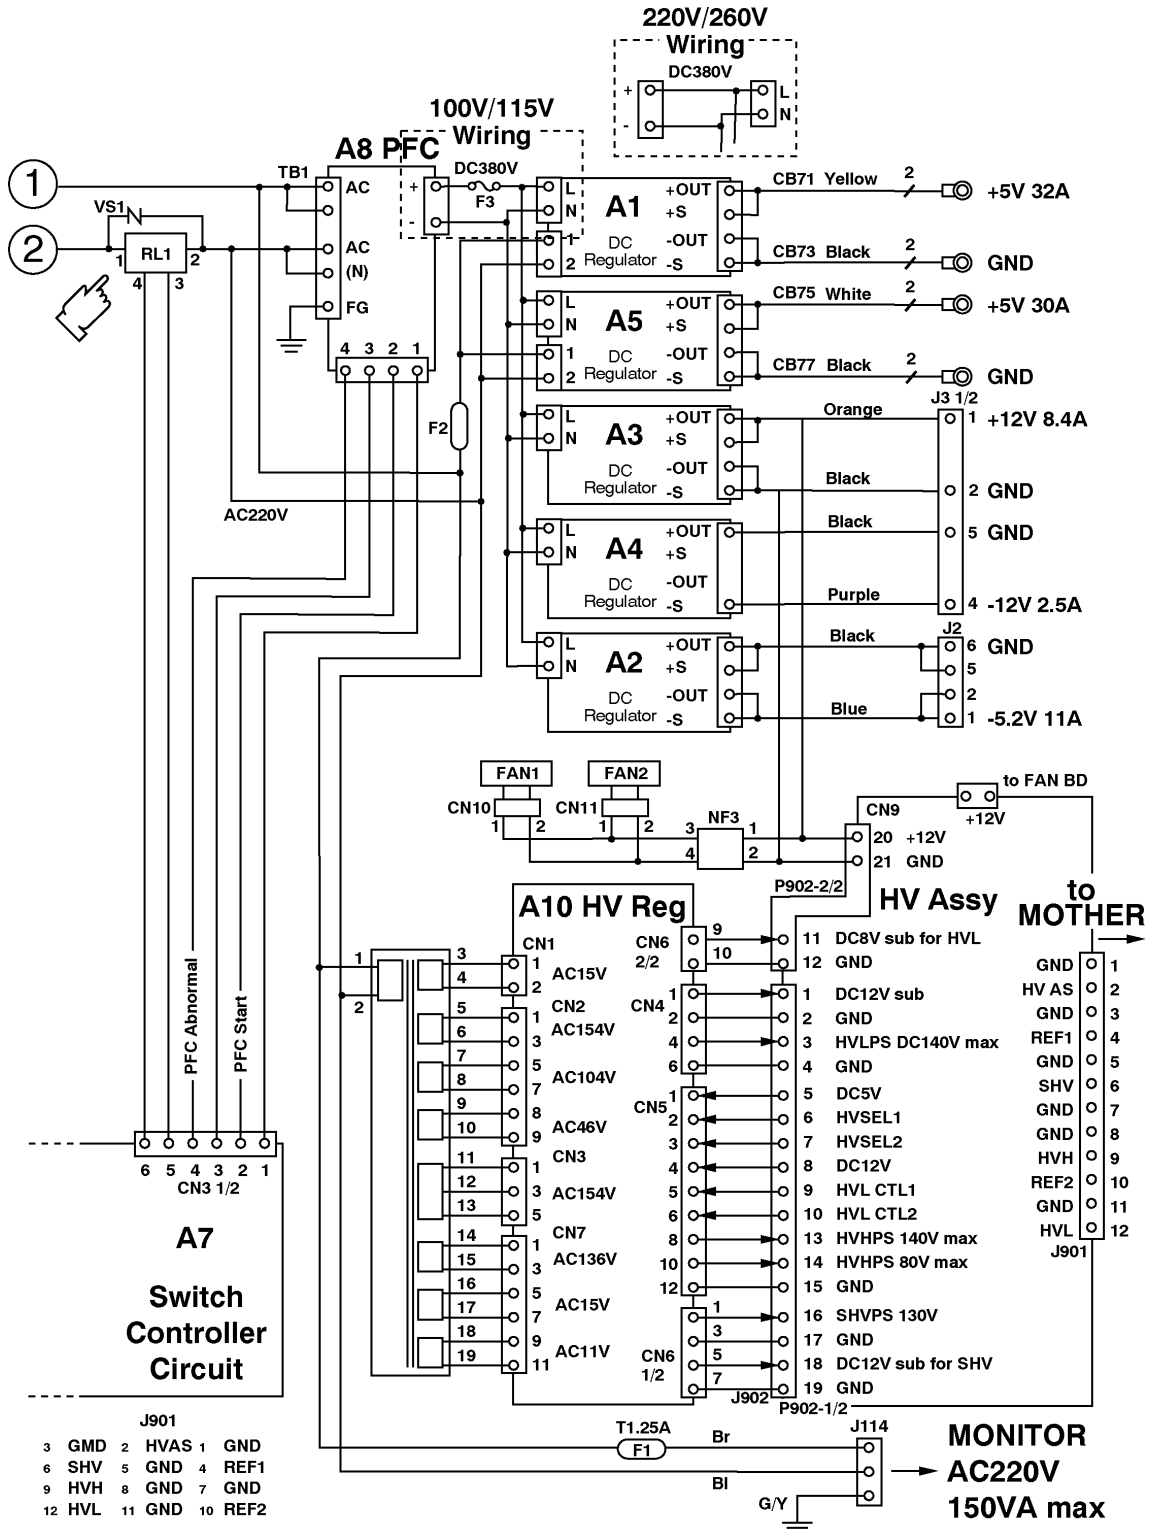 220V/260V
Wiring
DC380V
+
-
L
N
100V/115V
Wiring
A8 PFC
DC380V
F3
+
-
TB1
AC
AC
(N)
FG
1
2
VS1
RL1
1
2
4
3
4 3 2 1
F2
AC220V
L
N
1
2
A1
DC
Regulator
+OUT
+S
-OUT
-S
CB71 Yellow
2
+5V 32A
CB73 Black
2
GND
L
N
1
2
A5
DC
Regulator
+OUT
+S
-OUT
-S
CB75 White
2
+5V 30A
CB77 Black
2
GND
L
N
A3
DC
Regulator
+OUT
+S
-OUT
-S
Orange
Black
J3 1/2
1 +12V 8.4A
2 GND
L
N
A4
DC
Regulator
+OUT
+S
-OUT
-S
Black
Purple
5 GND
4 -12V 2.5A
L
N
A2
DC
Regulator
+OUT
+S
-OUT
-S
Black
Blue
J2
6 GND
5
2
1 -5.2V 11A
FAN1
FAN2
CN10
CN11
1 2
1 2
NF3
3 1
4 2
CN9
to FAN BD
+12V
20 +12V
21 GND
P902-2/2
HV Assy
to
MOTHER
A10 HV Reg
1
2
3
4
5
6
7
8
9
10
11
12
13
14
15
16
17
18
19
CN1
1
2
AC15V
CN2
1
3
AC154V
5
7
AC104V
8
9
AC46V
CN3
1
3
5
AC154V
CN7
1
3
AC136V
5
7
AC15V
9
11
AC11V
CN6
2/2
9
10
CN4
1
2
4
6
CN5
1
2
3
4
5
6
8
10
12
CN6
1/2
1
3
5
7
J902
P902-1/2
11 DC8V sub for HVL
12 GND
1 DC12V sub
2 GND
3 HVLPS DC140V max
4 GND
5 DC5V
6 HVSEL1
7 HVSEL2
8 DC12V
9 HVL CTL1
10 HVL CTL2
13 HVHPS 140V max
14 HVHPS 80V max
15 GND
16 SHVPS 130V
17 GND
18 DC12V sub for SHV
19 GND
GND 1
HV AS 2
GND 3
REF1 4
GND 5
SHV 6
GND 7
GND 8
HVH 9
REF2 10
GND 11
HVL 12
J901
PFC Abnormal
PFC Start
6 5 4 3 2 1
CN3 1/2
A7
Switch
Controller
Circuit
J901
3 GMD 2 HVAS 1 GND
6 SHV 5 GND 4 REF1
9 HVH 8 GND 7 GND
12 HVL 11 GND 10 REF2
T1.25A
F1
Br
Bl
G/Y
J114
MONITOR
AC220V
150VA max